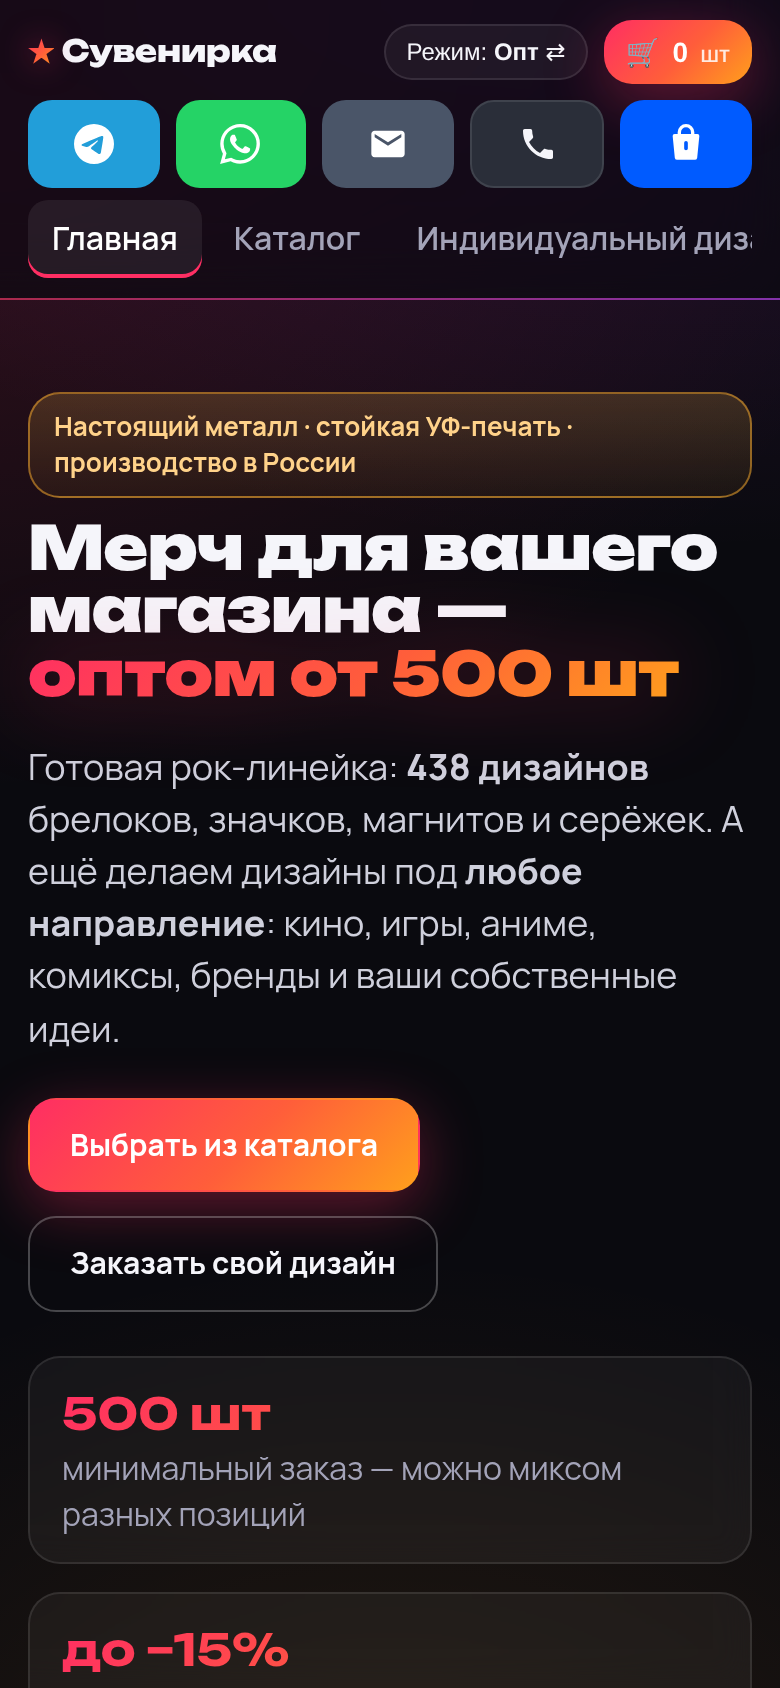 ★ Сувенирка
Режим: Опт ⇄
0 шт
Главная
Каталог
Индивидуальный диза
Настоящий металл · стойкая УФ-печать ·
производство в России
Мерч для вашего
магазина —
оптом от 500 шт
Готовая рок-линейка: 438 дизайнов
брелоков, значков, магнитов и серёжек. А
ещё делаем дизайны под любое
направление: кино, игры, аниме,
комиксы, бренды и ваши собственные
идеи.
Выбрать из каталога
Заказать свой дизайн
500 шт
минимальный заказ — можно миксом
разных позиций
до −15%